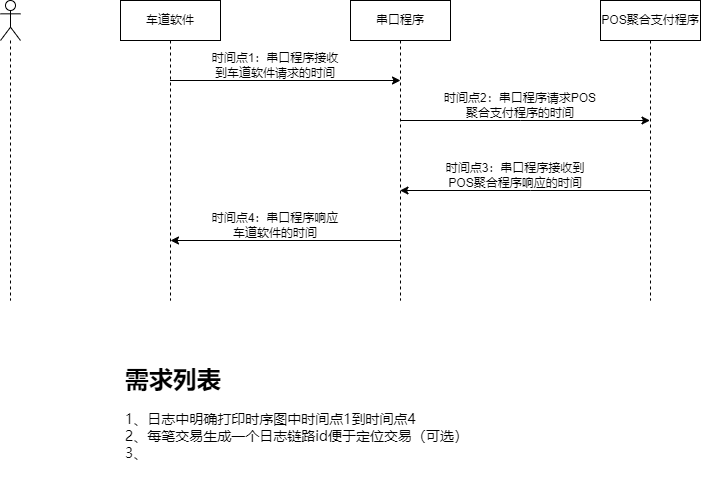 车道软件
串口程序
POS聚合支付程序
时间点1：串口程序接收
到车道软件请求的时间
时间点2：串口程序请求POS
聚合支付程序的时间
时间点3：串口程序接收到
POS聚合程序响应的时间
时间点4：串口程序响应
车道软件的时间
需求列表
1、日志中明确打印时序图中时间点1到时间点4
2、每笔交易生成一个日志链路id便于定位交易（可选）
3、